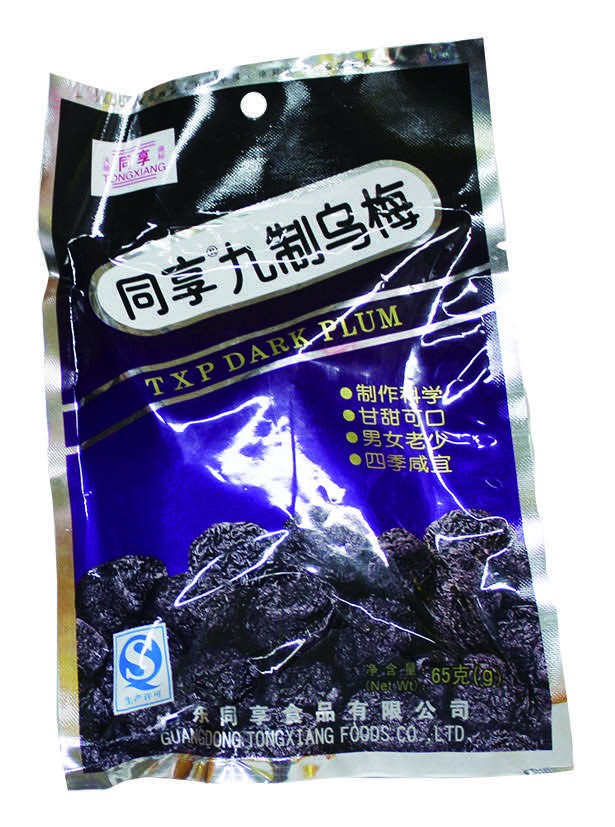 同享
TONGXIANG
同享®九制乌梅
TXP DARK PLUM
制作科学
甘甜可口
男女老少
四季咸宜
净含量 65克(g)
(Net Wt):
生产许可
广东同享食品有限公司
GUANGDONG TONGXIANG FOODS.CO.,LTD.